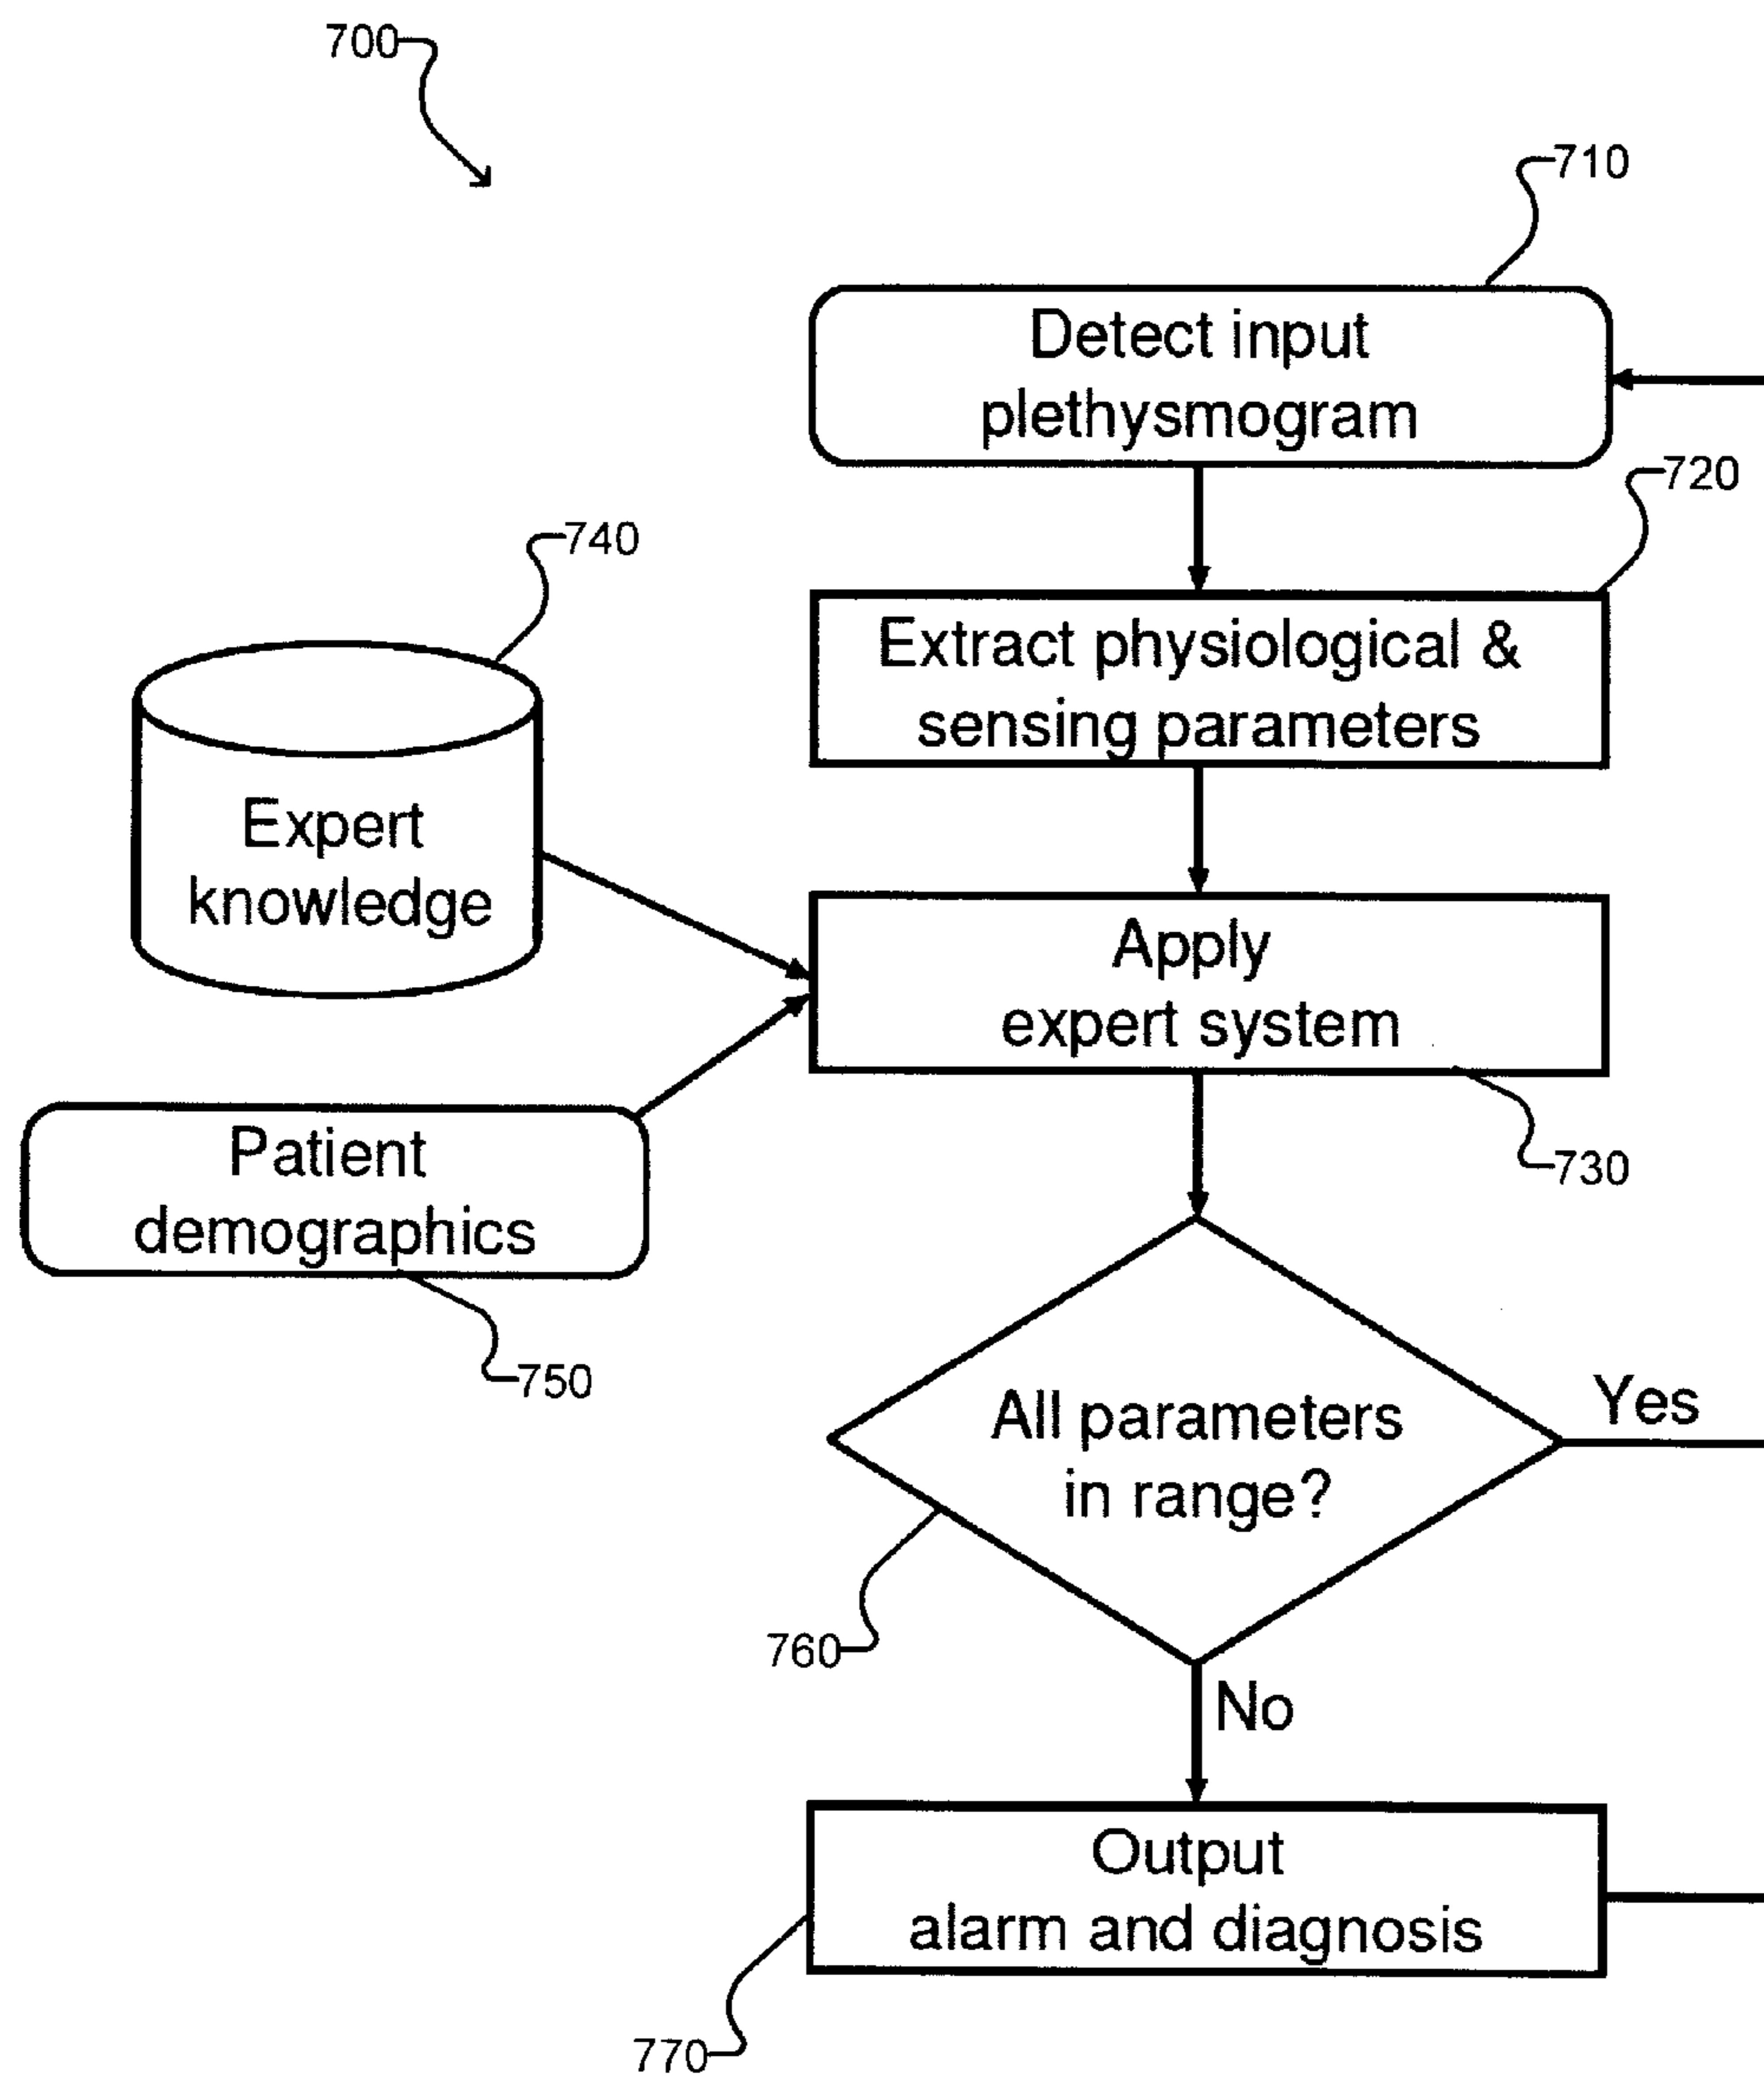 700
710
Detect input
plethysmogram
720
740
Extract physiological &
sensing parameters
Expert
knowledge
Apply
expert system
730
Patient
demographics
750
All parameters
in range?
Yes
760
No
Output
alarm and diagnosis
770